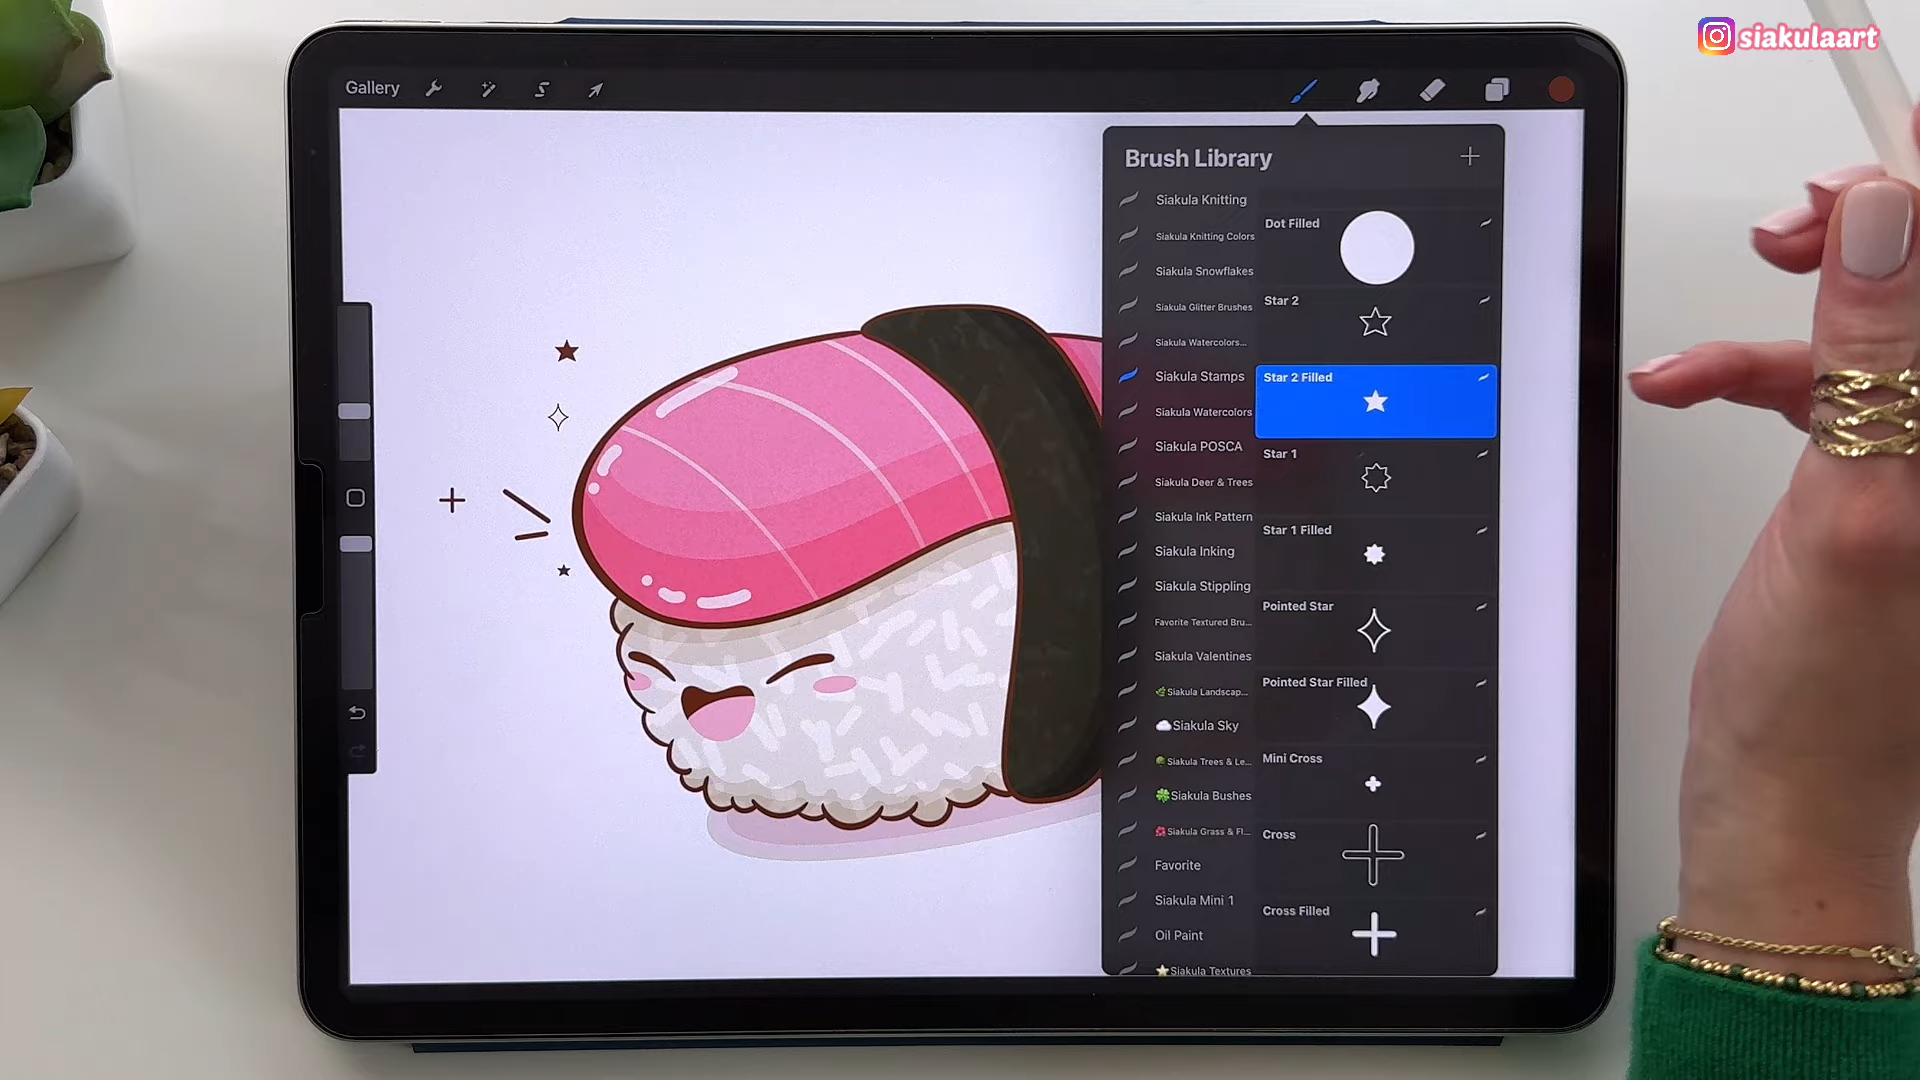 siakulaart
Gallery
Brush Library
Siakula Knitting
Siakula Knitting Colors
Siakula Snowflakes
Siakula Glitter Brushes
Siakula Watercolors...
Siakula Stamps
Siakula Watercolors
Siakula POSCA
Siakula Deer & Trees
Siakula Ink Pattern
Siakula Inking
Siakula Stippling
Favorite Textured Bru...
Siakula Valentines
Siakula Landscap...
Siakula Sky
Siakula Trees & Le...
Siakula Bushes
Siakula Grass & Fl...
Favorite
Siakula Mini 1
Oil Paint
Siakula Textures
Dot Filled
Star 2
Star 2 Filled
Star 1
Star 1 Filled
Pointed Star
Pointed Star Filled
Mini Cross
Cross
Cross Filled